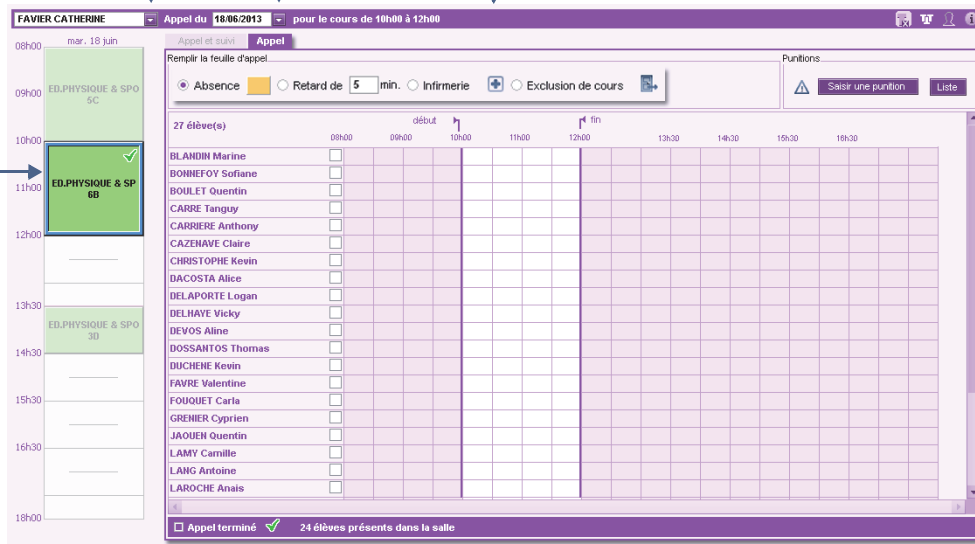 FAVIER CATHERINE Appel du 18/06/2013 pour le cours de 10h00 à 12h00
mar. 18 juin
08h00
ED.PHYSIQUE & SPO
6C
09h00
10h00
ED.PHYSIQUE & SP
6B
11h00
12h00
13h30
ED.PHYSIQUE & SPO
3D
14h30
15h30
16h30
18h00
Appel et suivi Appel
Remplir la feuille d'appel
Absence Retard de 5 min. Infirmerie Exclusion de cours
Punitions
Saisir une punition Liste
27 élève(s)
début fin
08h00 09h00 10h00 11h00 12h00 13h30 14h30 15h30 16h30
BLANDIN Marine
BONNEFOY Sofiane
BOULET Quentin
CARRE Tanguy
CARRIERE Anthony
CAZENAVE Claire
CHRISTOPHE Kevin
DACOSTA Alice
DELAPORTE Logan
DELHAYE Vicky
DEVOS Aline
DOSSANTOS Thomas
DUCHENE Kevin
FAVRE Valentine
FOUQUET Carla
GRENIER Cyprien
JAOUEN Quentin
LAMY Camille
LANG Antoine
LAROCHE Anais
Appel terminé 24 élèves présents dans la salle